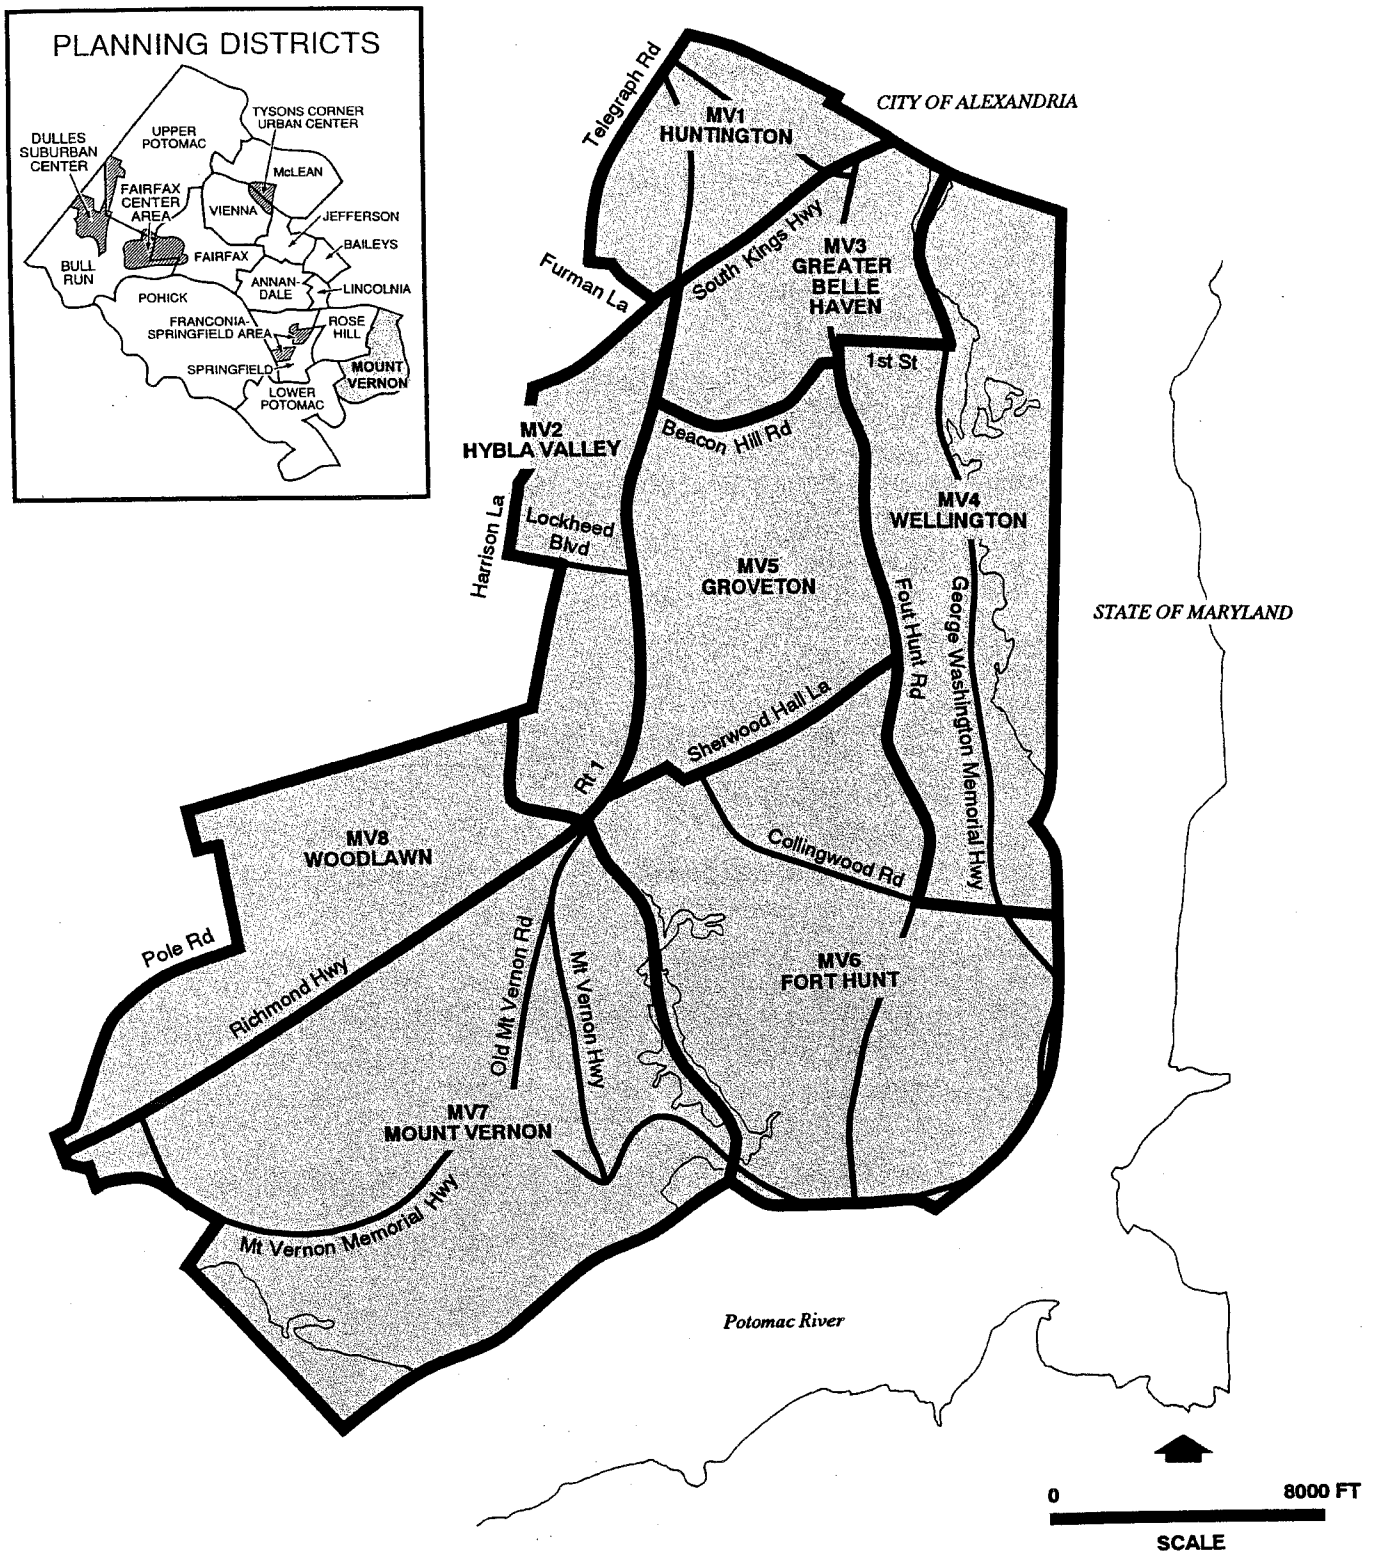 PLANNING DISTRICTS
TYSONS CORNER
URBAN CENTER
DULLES
SUBURBAN
CENTER
UPPER
POTOMAC
McLEAN
FAIRFAX
CENTER
AREA
VIENNA
JEFFERSON
BAILEYS
FAIRFAX
BULL
RUN
ANNAN-
DALE
LINCOLNIA
POHICK
FRANCONIA-
SPRINGFIELD AREA
ROSE
HILL
SPRINGFIELD
MOUNT
VERNON
LOWER
POTOMAC
Telegraph Rd
CITY OF ALEXANDRIA
MV1
HUNTINGTON
South Kings Hwy
Furman La
MV3
GREATER
BELLE
HAVEN
1st St
MV2
HYBLA VALLEY
Beacon Hill Rd
Harrison La
Lockheed
Blvd
MV4
WELLINGTON
MV5
GROVETON
Fout Hunt Rd
George Washington Memorial Hwy
STATE OF MARYLAND
Sherwood Hall La
Rt 1
MV8
WOODLAWN
Collingwood Rd
Pole Rd
Richmond Hwy
Old Mt Vernon Rd
Mt Vernon Hwy
MV6
FORT HUNT
MV7
MOUNT VERNON
Mt Vernon Memorial Hwy
Potomac River
0
8000 FT
SCALE